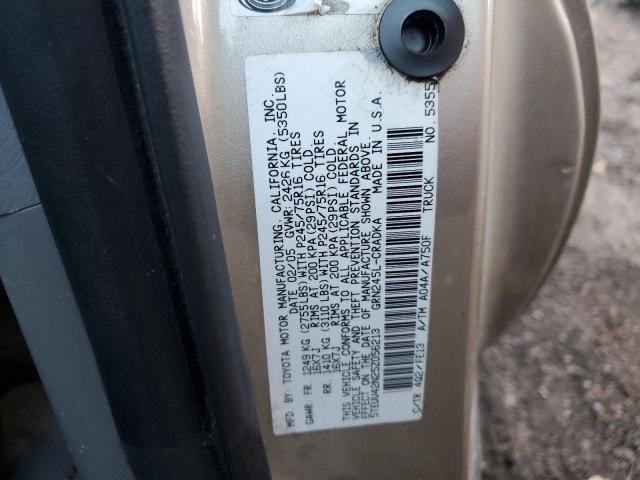 MFD. BY: TOYOTA MOTOR MANUFACTURING, CALIFORNIA, INC.
DATE 02/05 GVWR: 2426 KG (5350LBS)
GAWR: FR. 1249 KG (2755 LBS) WITH P245/75R16 TIRES
16X7J RIMS AT 200 KPA (29PSI) COLD.
RR. 1410 KG (3110 LBS) WITH P245/75R16 TIRES
16X7J RIMS AT 200 KPA (29PSI) COLD.
THIS VEHICLE CONFORMS TO ALL APPLICABLE FEDERAL MOTOR
VEHICLE SAFETY AND THEFT PREVENTION STANDARDS IN
EFFECT ON THE DATE OF MANUFACTURE SHOWN ABOVE.
5TEUU42N25Z056213 GRN245L-CRADKA MADE IN U.S.A.
C/TR 4Q2/FE13 A/TM A04A/A750F TRUCK NO. 5355